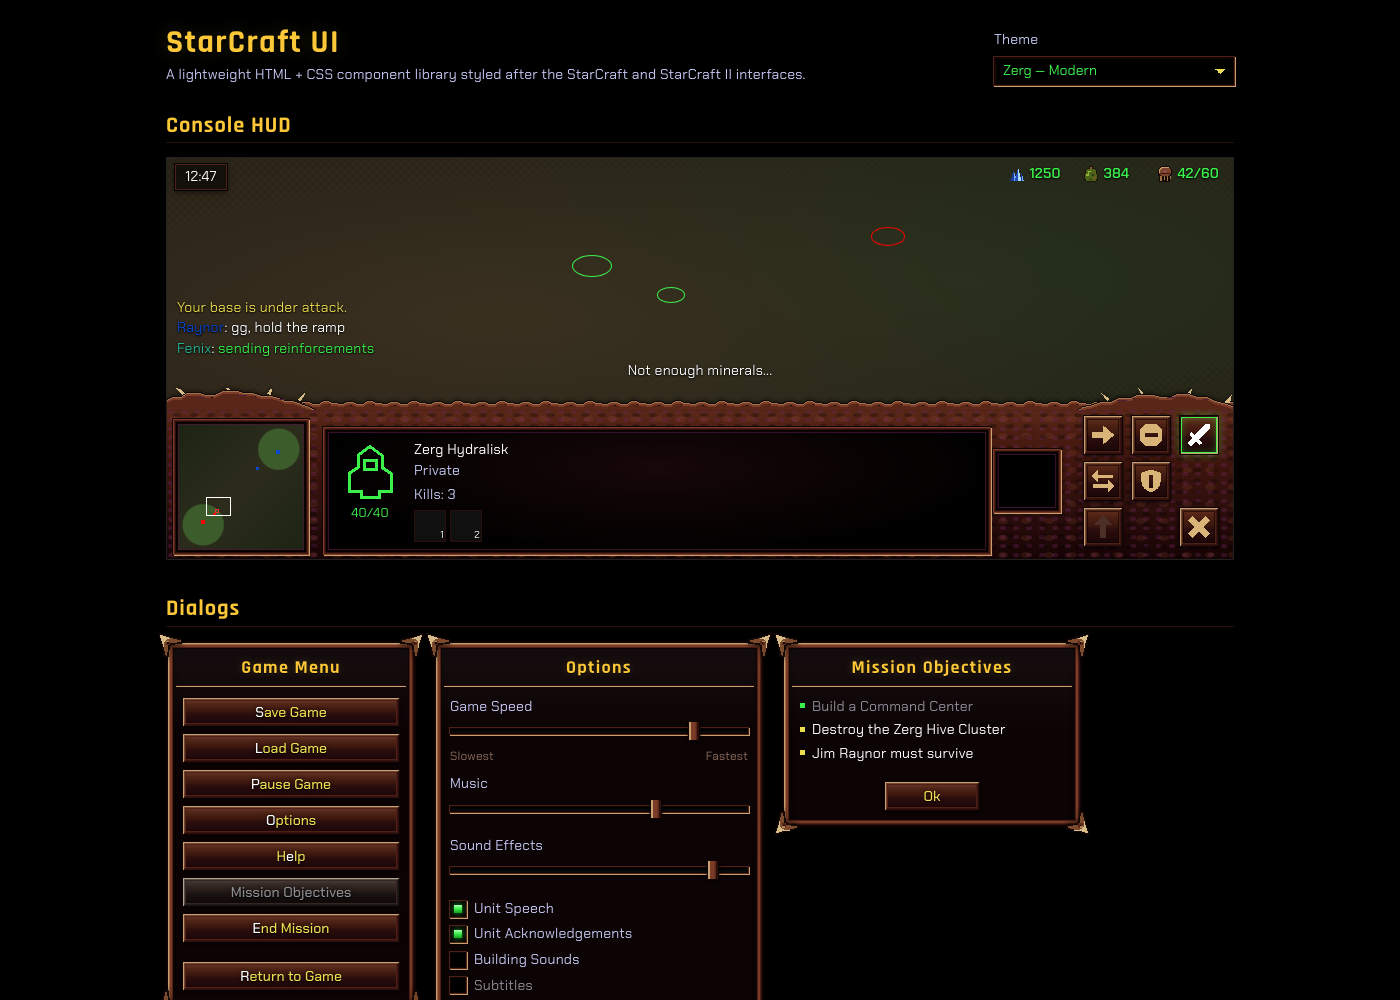 StarCraft UI
A lightweight HTML + CSS component library styled after the StarCraft and StarCraft II interfaces.
Theme
Zerg — Modern
Console HUD
12:47
1250 384 42/60
Your base is under attack.
Raynor: gg, hold the ramp
Fenix: sending reinforcements
Not enough minerals...
Zerg Hydralisk
Private
Kills: 3
40/40
1 2
Dialogs
Game Menu
Save Game
Load Game
Pause Game
Options
Help
Mission Objectives
End Mission
Return to Game
Options
Game Speed
Slowest Fastest
Music
Sound Effects
Unit Speech
Unit Acknowledgements
Building Sounds
Subtitles
Mission Objectives
Build a Command Center
Destroy the Zerg Hive Cluster
Jim Raynor must survive
Ok